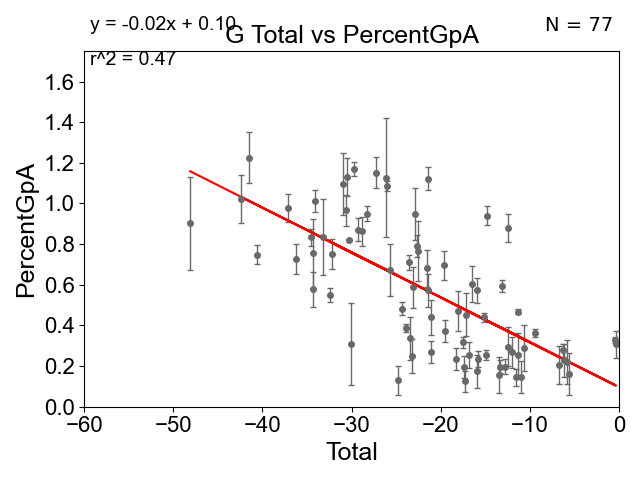 y = -0.02x + 0.10
G Total vs PercentGpA
N = 77
r^2 = 0.47
PercentGpA
1.6
1.4
1.2
1.0
0.8
0.6
0.4
0.2
0.0
−60
−50
−40
−30
−20
−10
0
Total